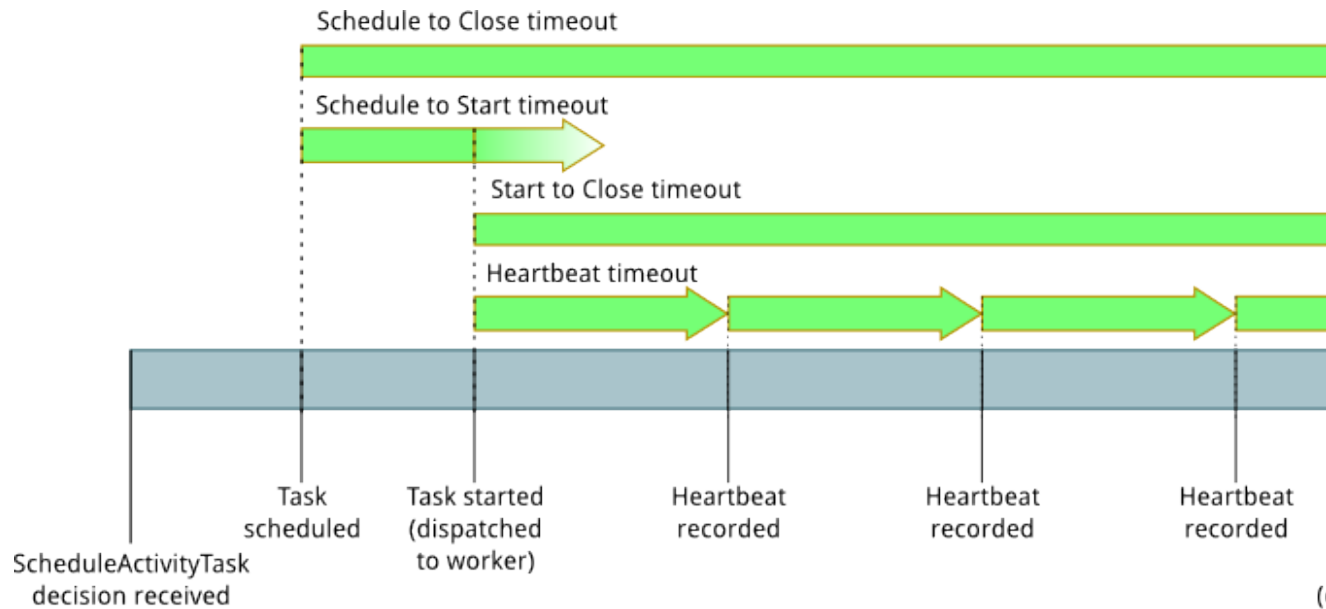 Schedule to Close timeout
Schedule to Start timeout
Start to Close timeout
Heartbeat timeout
Task
scheduled
Task started
(dispatched
to worker)
Heartbeat
recorded
Heartbeat
recorded
Heartbeat
recorded
ScheduleActivityTask
decision received